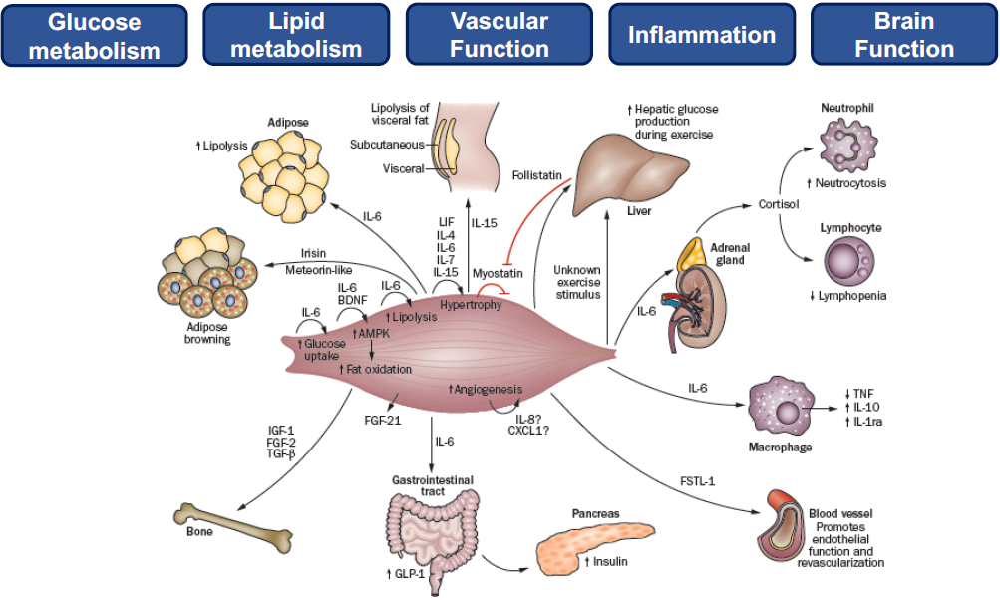 Glucose
metabolism
Lipid
metabolism
Vascular
Function
Inflammation
Brain
Function
Adipose
↑ Lipolysis
Lipolysis of
visceral fat
Subcutaneous
Visceral
↑ Hepatic glucose
production
during exercise
Follistatin
Liver
Neutrophil
↑ Neutrocytosis
Cortisol
Lymphocyte
↓ Lymphopenia
Adrenal
gland
IL-6
IL-6
Irisin
Meteorin-like
Adipose
browning
LIF
IL-4
IL-6
IL-7
IL-15
IL-15
Myostatin
Unknown
exercise
stimulus
IL-6
IL-6
BDNF
IL-6
↑ Glucose
uptake
↑ AMPK
↑ Fat oxidation
↑ Lipolysis
Hypertrophy
↑ Angiogenesis
IL-8?
CXCL1?
FGF-21
IL-6
IGF-1
FGF-2
TGF-β
Bone
Gastrointestinal
tract
↑ GLP-1
Pancreas
↑ Insulin
IL-6
Macrophage
↓ TNF
↑ IL-10
↑ IL-1ra
FSTL-1
Blood vessel
Promotes
endothelial
function and
revascularization